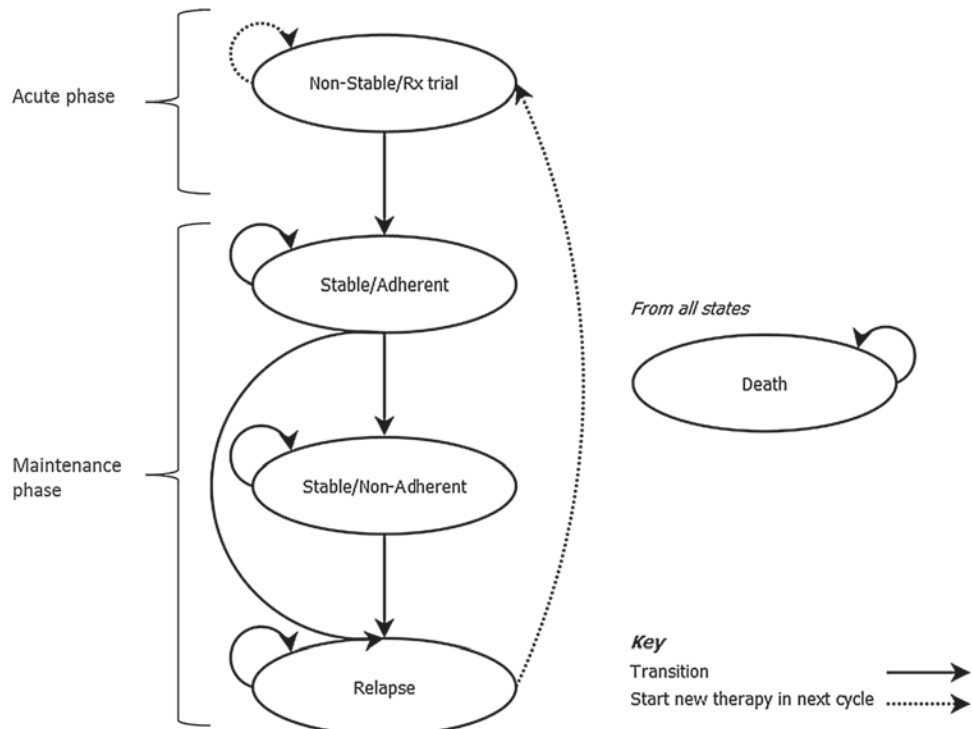 Acute phase
Non-Stable/Rx trial
Stable/Adherent
From all states
Death
Maintenance
phase
Stable/Non-Adherent
Relapse
Key
Transition
Start new therapy in next cycle